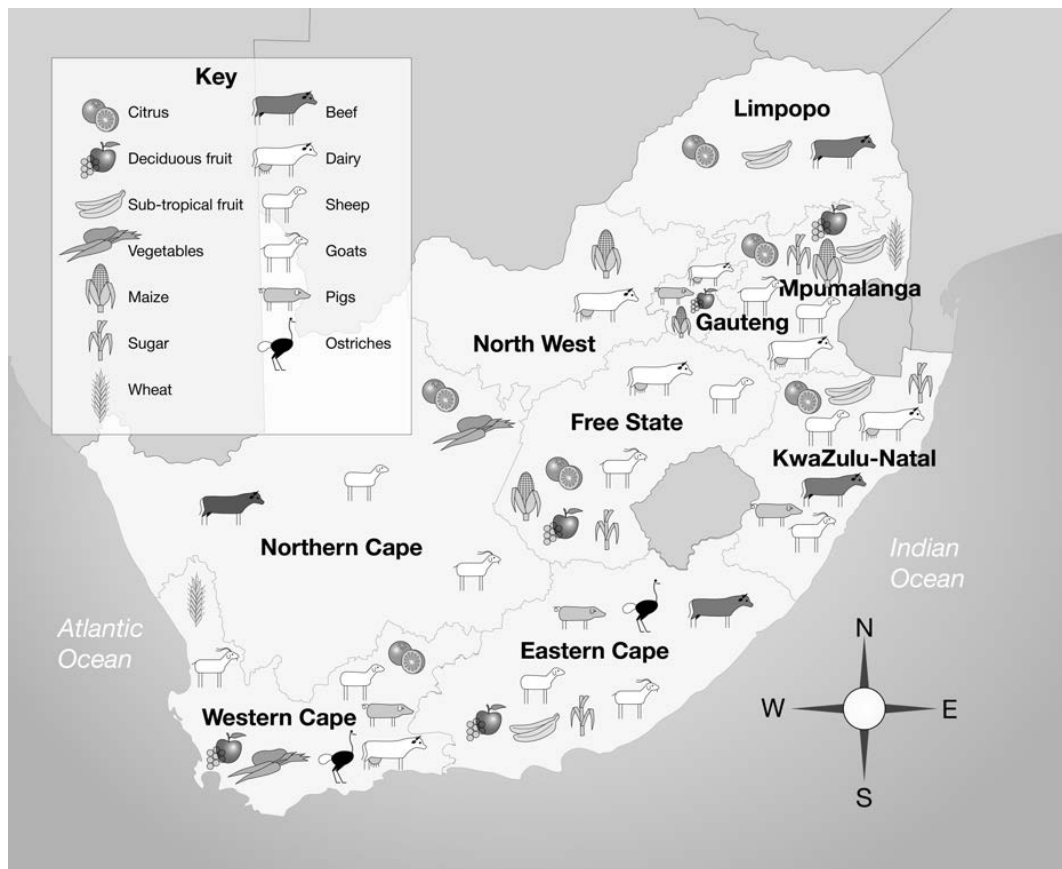 Key
Citrus
Deciduous fruit
Sub-tropical fruit
Vegetables
Maize
Sugar
Wheat
Beef
Dairy
Sheep
Goats
Pigs
Ostriches
Limpopo
Mpumalanga
Gauteng
North West
Free State
KwaZulu-Natal
Northern Cape
Eastern Cape
Western Cape
Atlantic
Ocean
Indian
Ocean
N
W
E
S